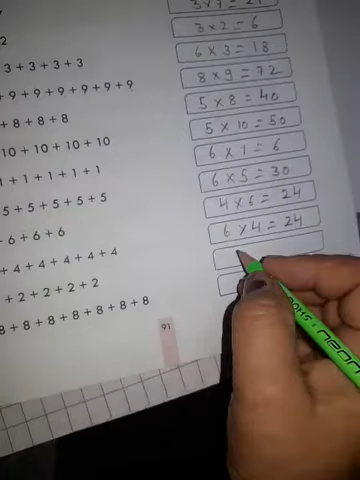 3 x 7 = 21
2
3 x 2 = 6
3 + 3 + 3 + 3
6 x 3 = 18
+ 9 + 9 + 9 + 9 + 9 + 9
8 x 9 = 72
+ 8 + 8 + 8
5 x 8 = 40
10 + 10 + 10 + 10
5 x 10 = 50
1 + 1 + 1 + 1 + 1
6 x 1 = 6
5 + 5 + 5 + 5 + 5
6 x 5 = 30
+ 6 + 6 + 6
4 x 6 = 24
+ 4 + 4 + 4 + 4 + 4
6 x 4 = 24
+ 2 + 2 + 2 + 2
8 + 8 + 8 + 8 + 8 + 8 + 8
91